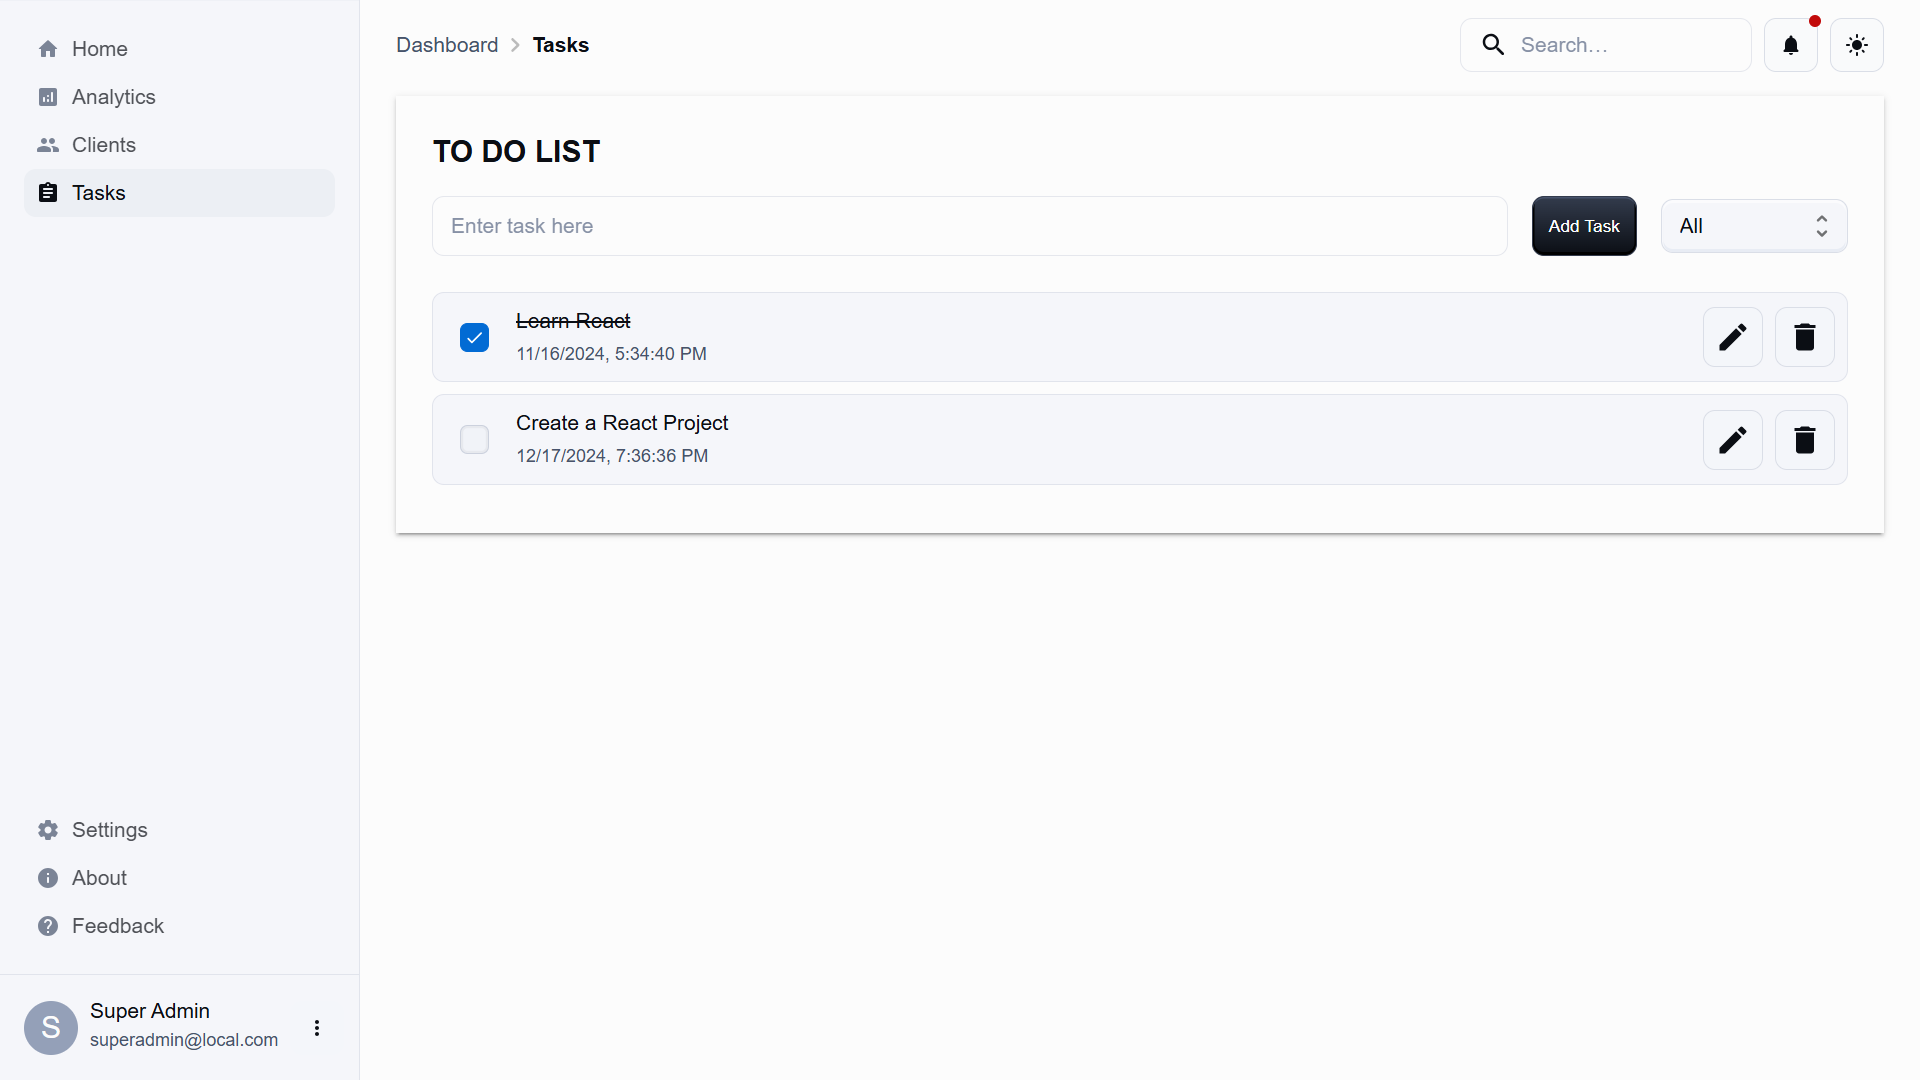 Home
Analytics
Clients
Tasks
Settings
About
Feedback
S
Super Admin
superadmin@local.com
Dashboard > Tasks
Search…
TO DO LIST
Enter task here
Add Task
All
Learn React
11/16/2024, 5:34:40 PM
Create a React Project
12/17/2024, 7:36:36 PM